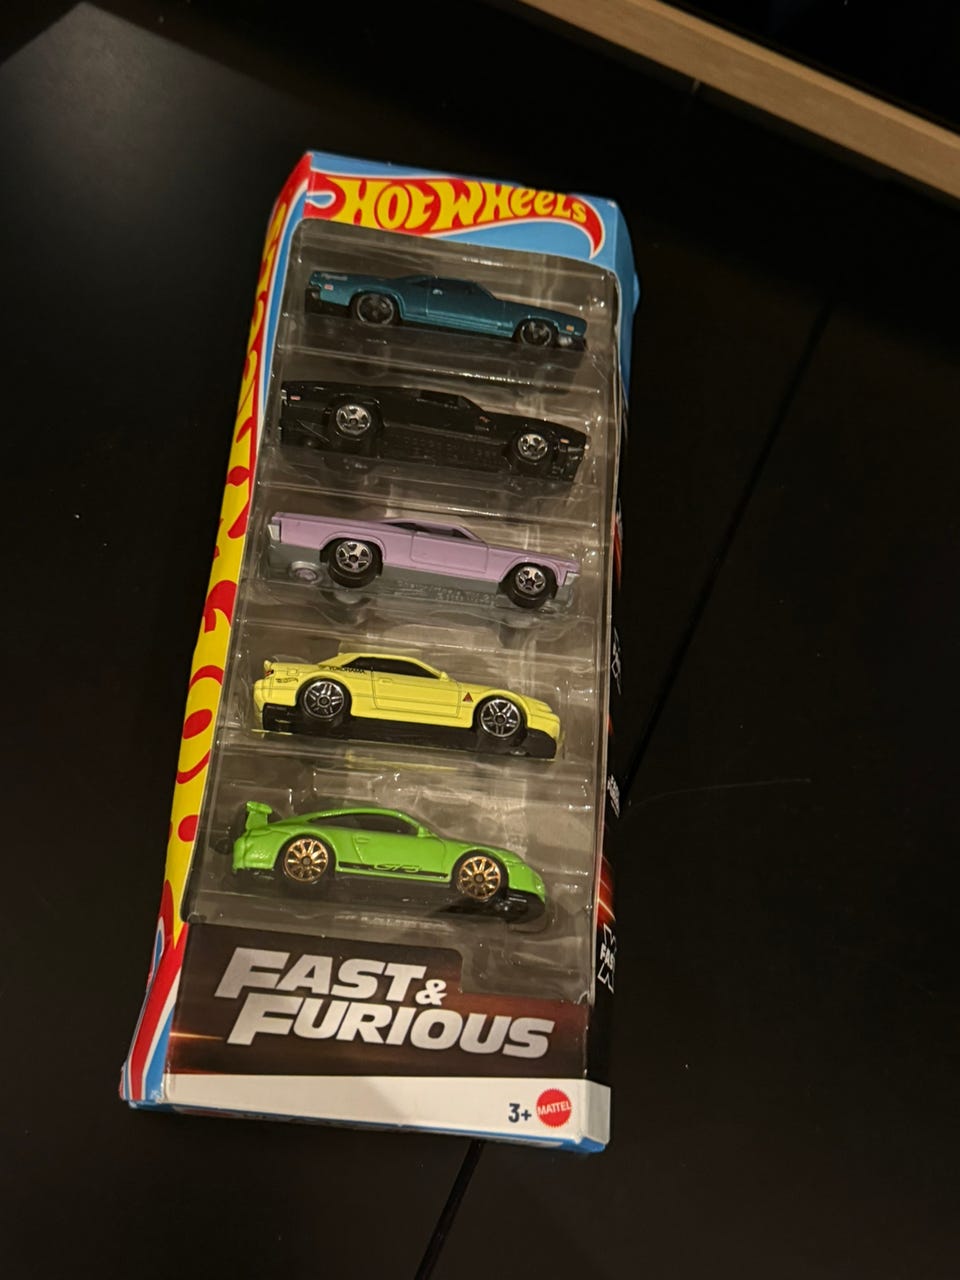 HOT WHEELS
FAST &
FURIOUS
3+
MATTEL